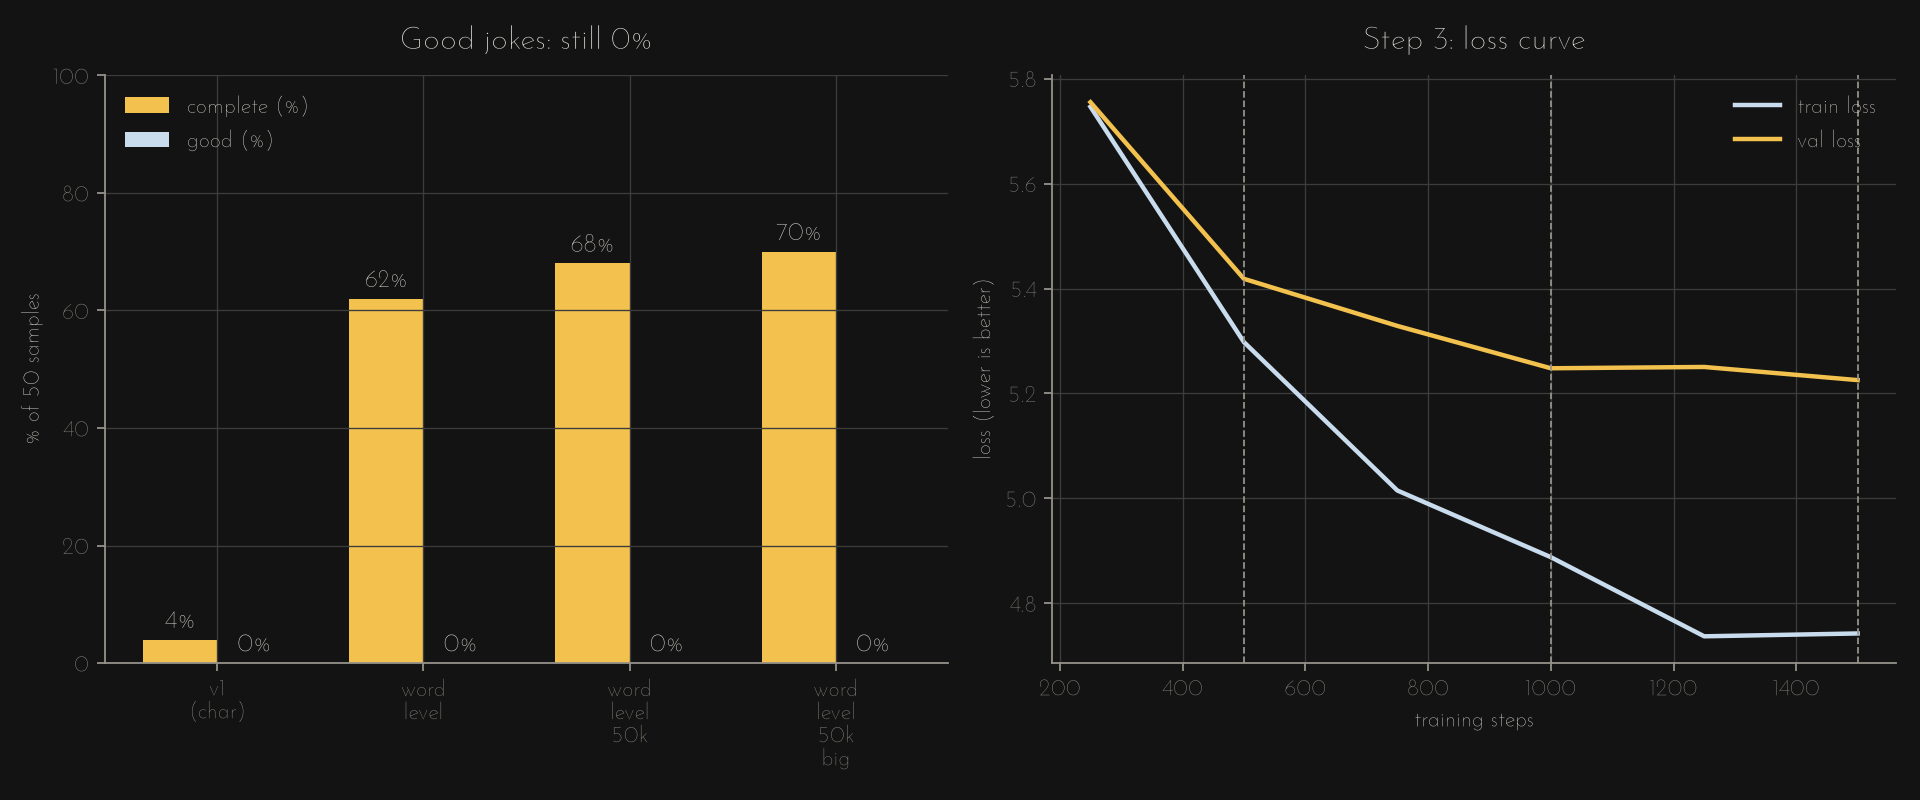 Good jokes: still 0%
complete (%)
good (%)
% of 50 samples
100
80
60
40
20
0
4%
0%
62%
0%
68%
0%
70%
0%
v1
(char)
word
level
word
level
50k
word
level
50k
big
Step 3: loss curve
train loss
val loss
loss (lower is better)
5.8
5.6
5.4
5.2
5.0
4.8
200 400 600 800 1000 1200 1400
training steps